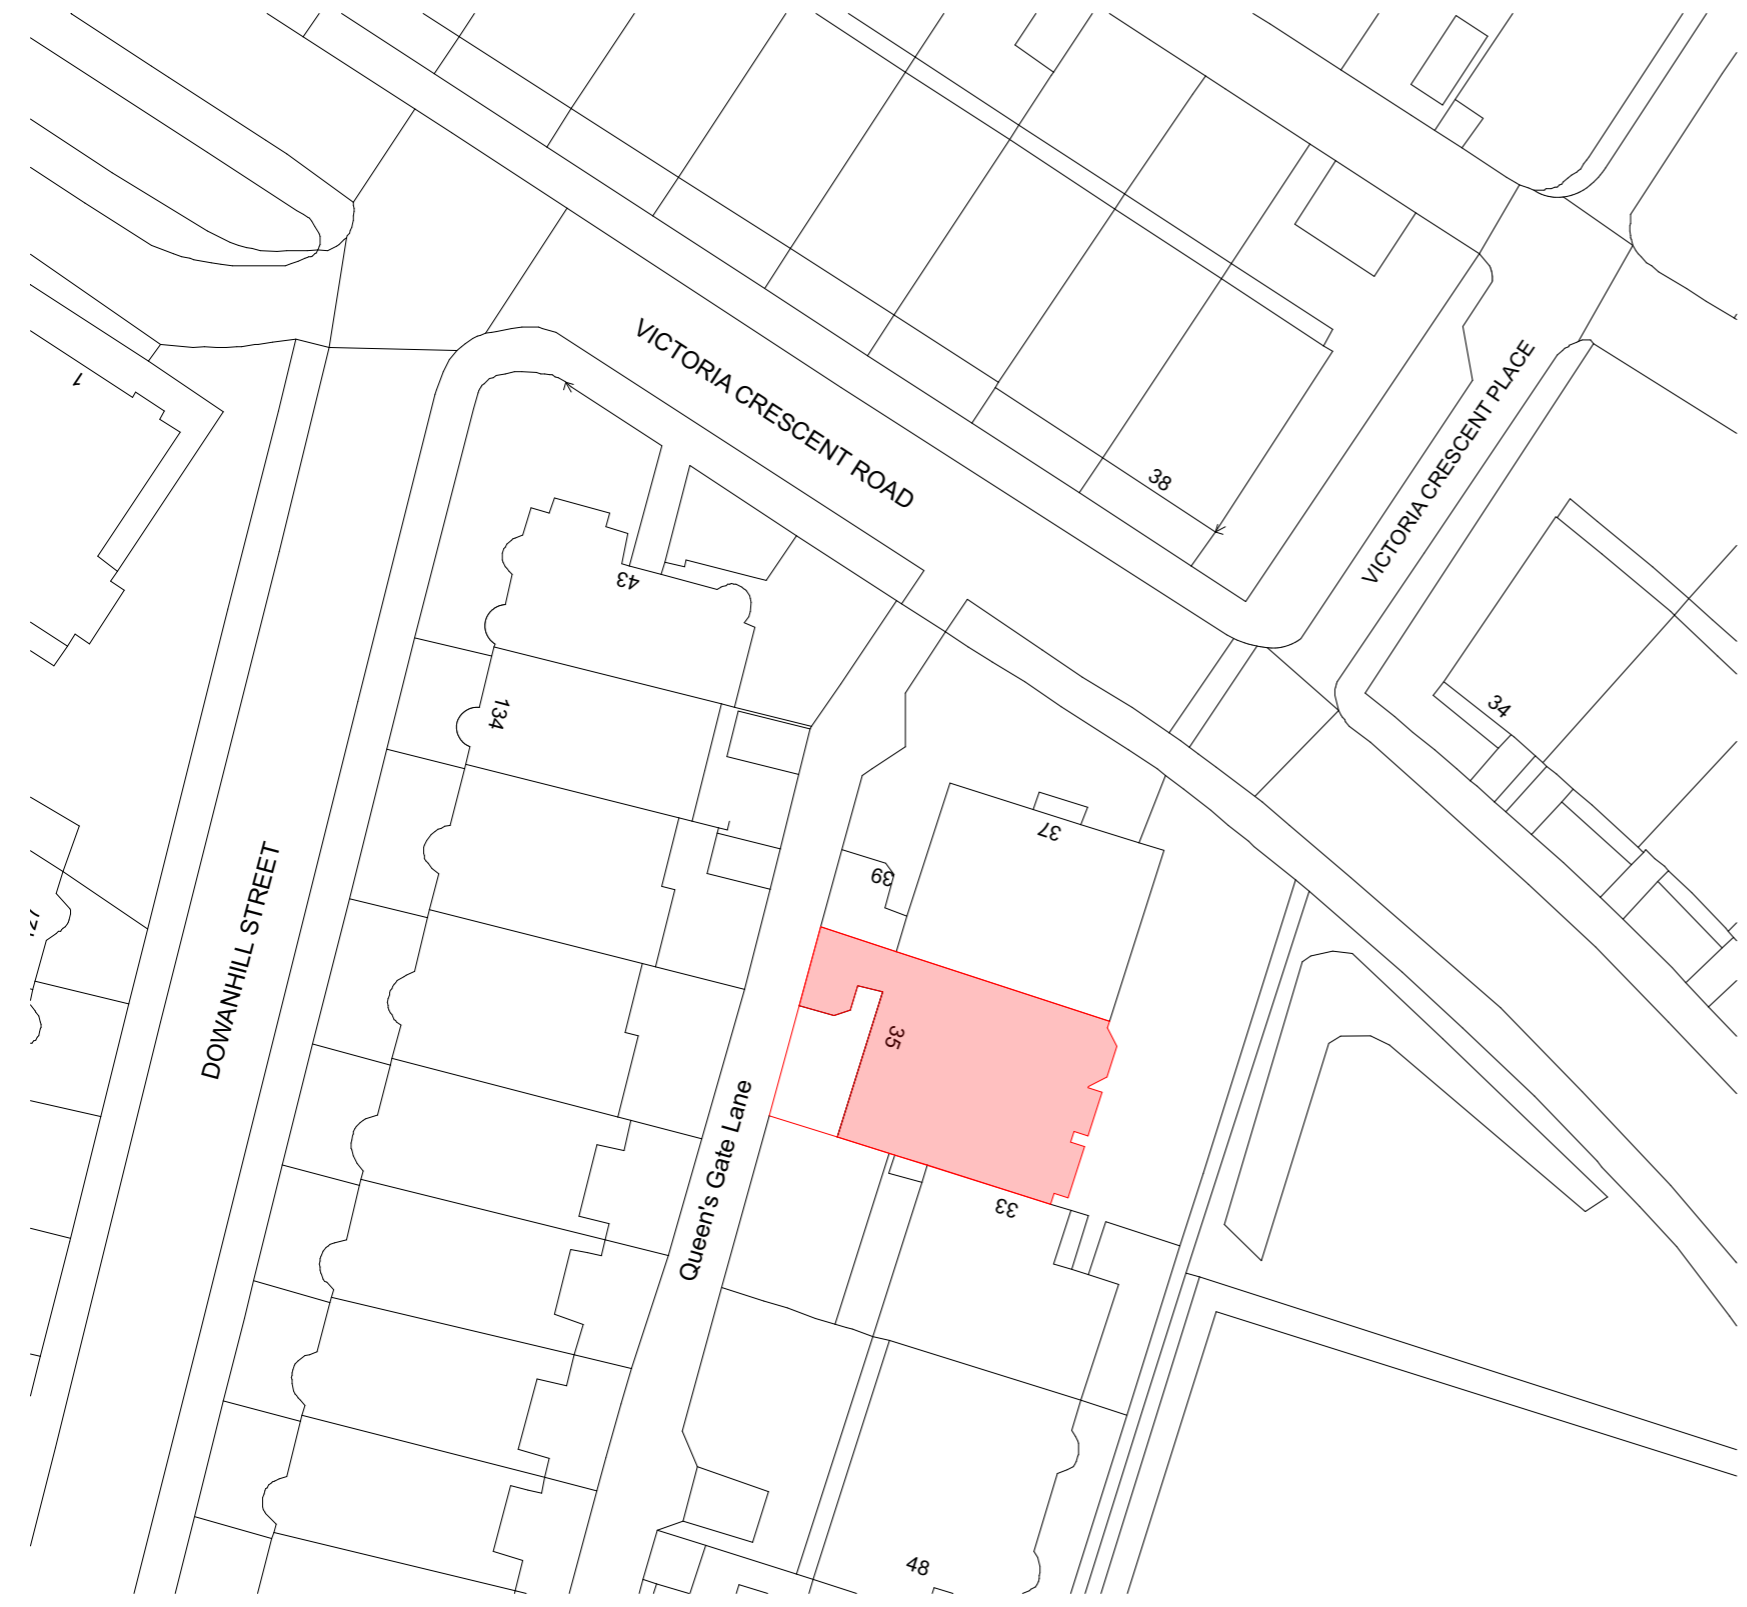 1
VICTORIA CRESCENT ROAD
VICTORIA CRESCENT PLACE
38
43
134
34
37
39
DOWANHILL STREET
35
Queen's Gate Lane
33
48